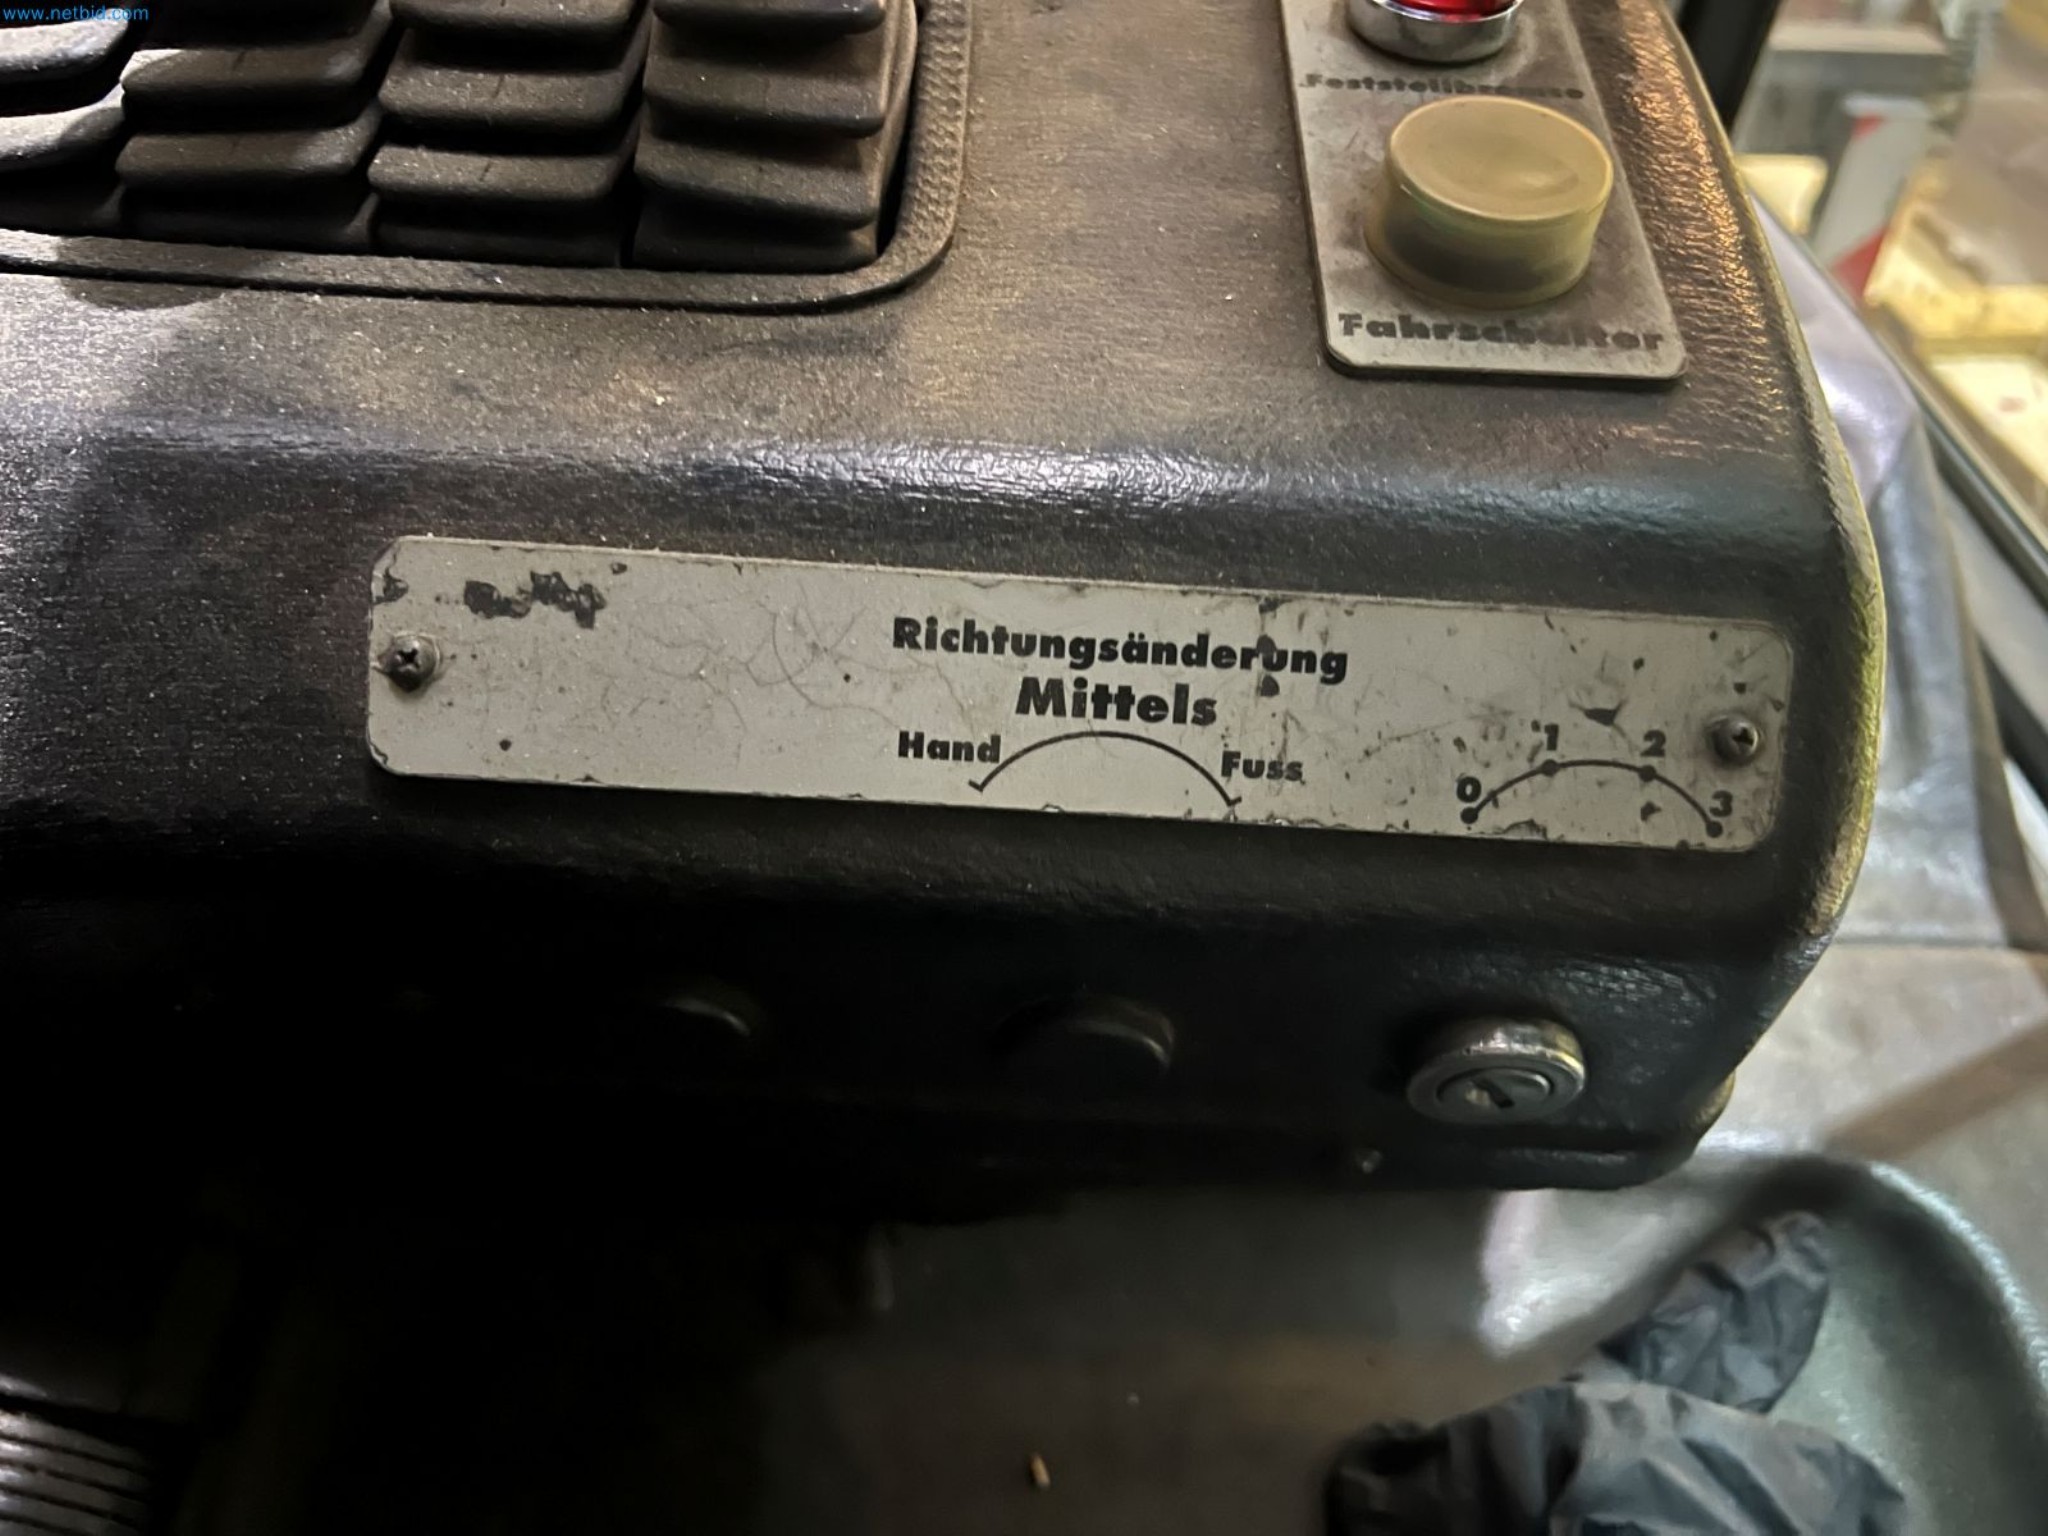 www.netbid.com
Feststellbremse
Fahrschalter
Richtungsänderung
Mittels
Hand Fuss
0 1 2 3